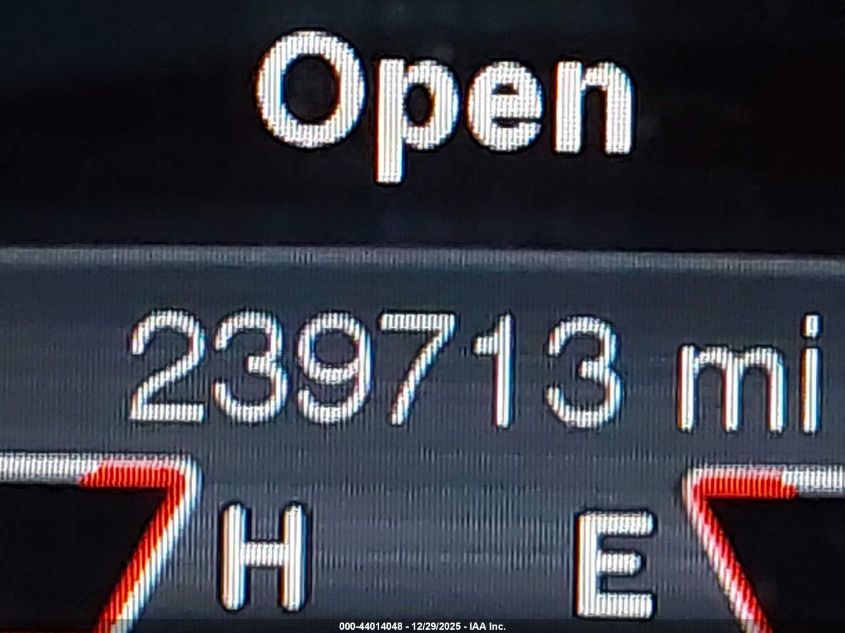 Open
239713 mi
H E
000-44014048 - 12/29/2025 - IAA Inc.